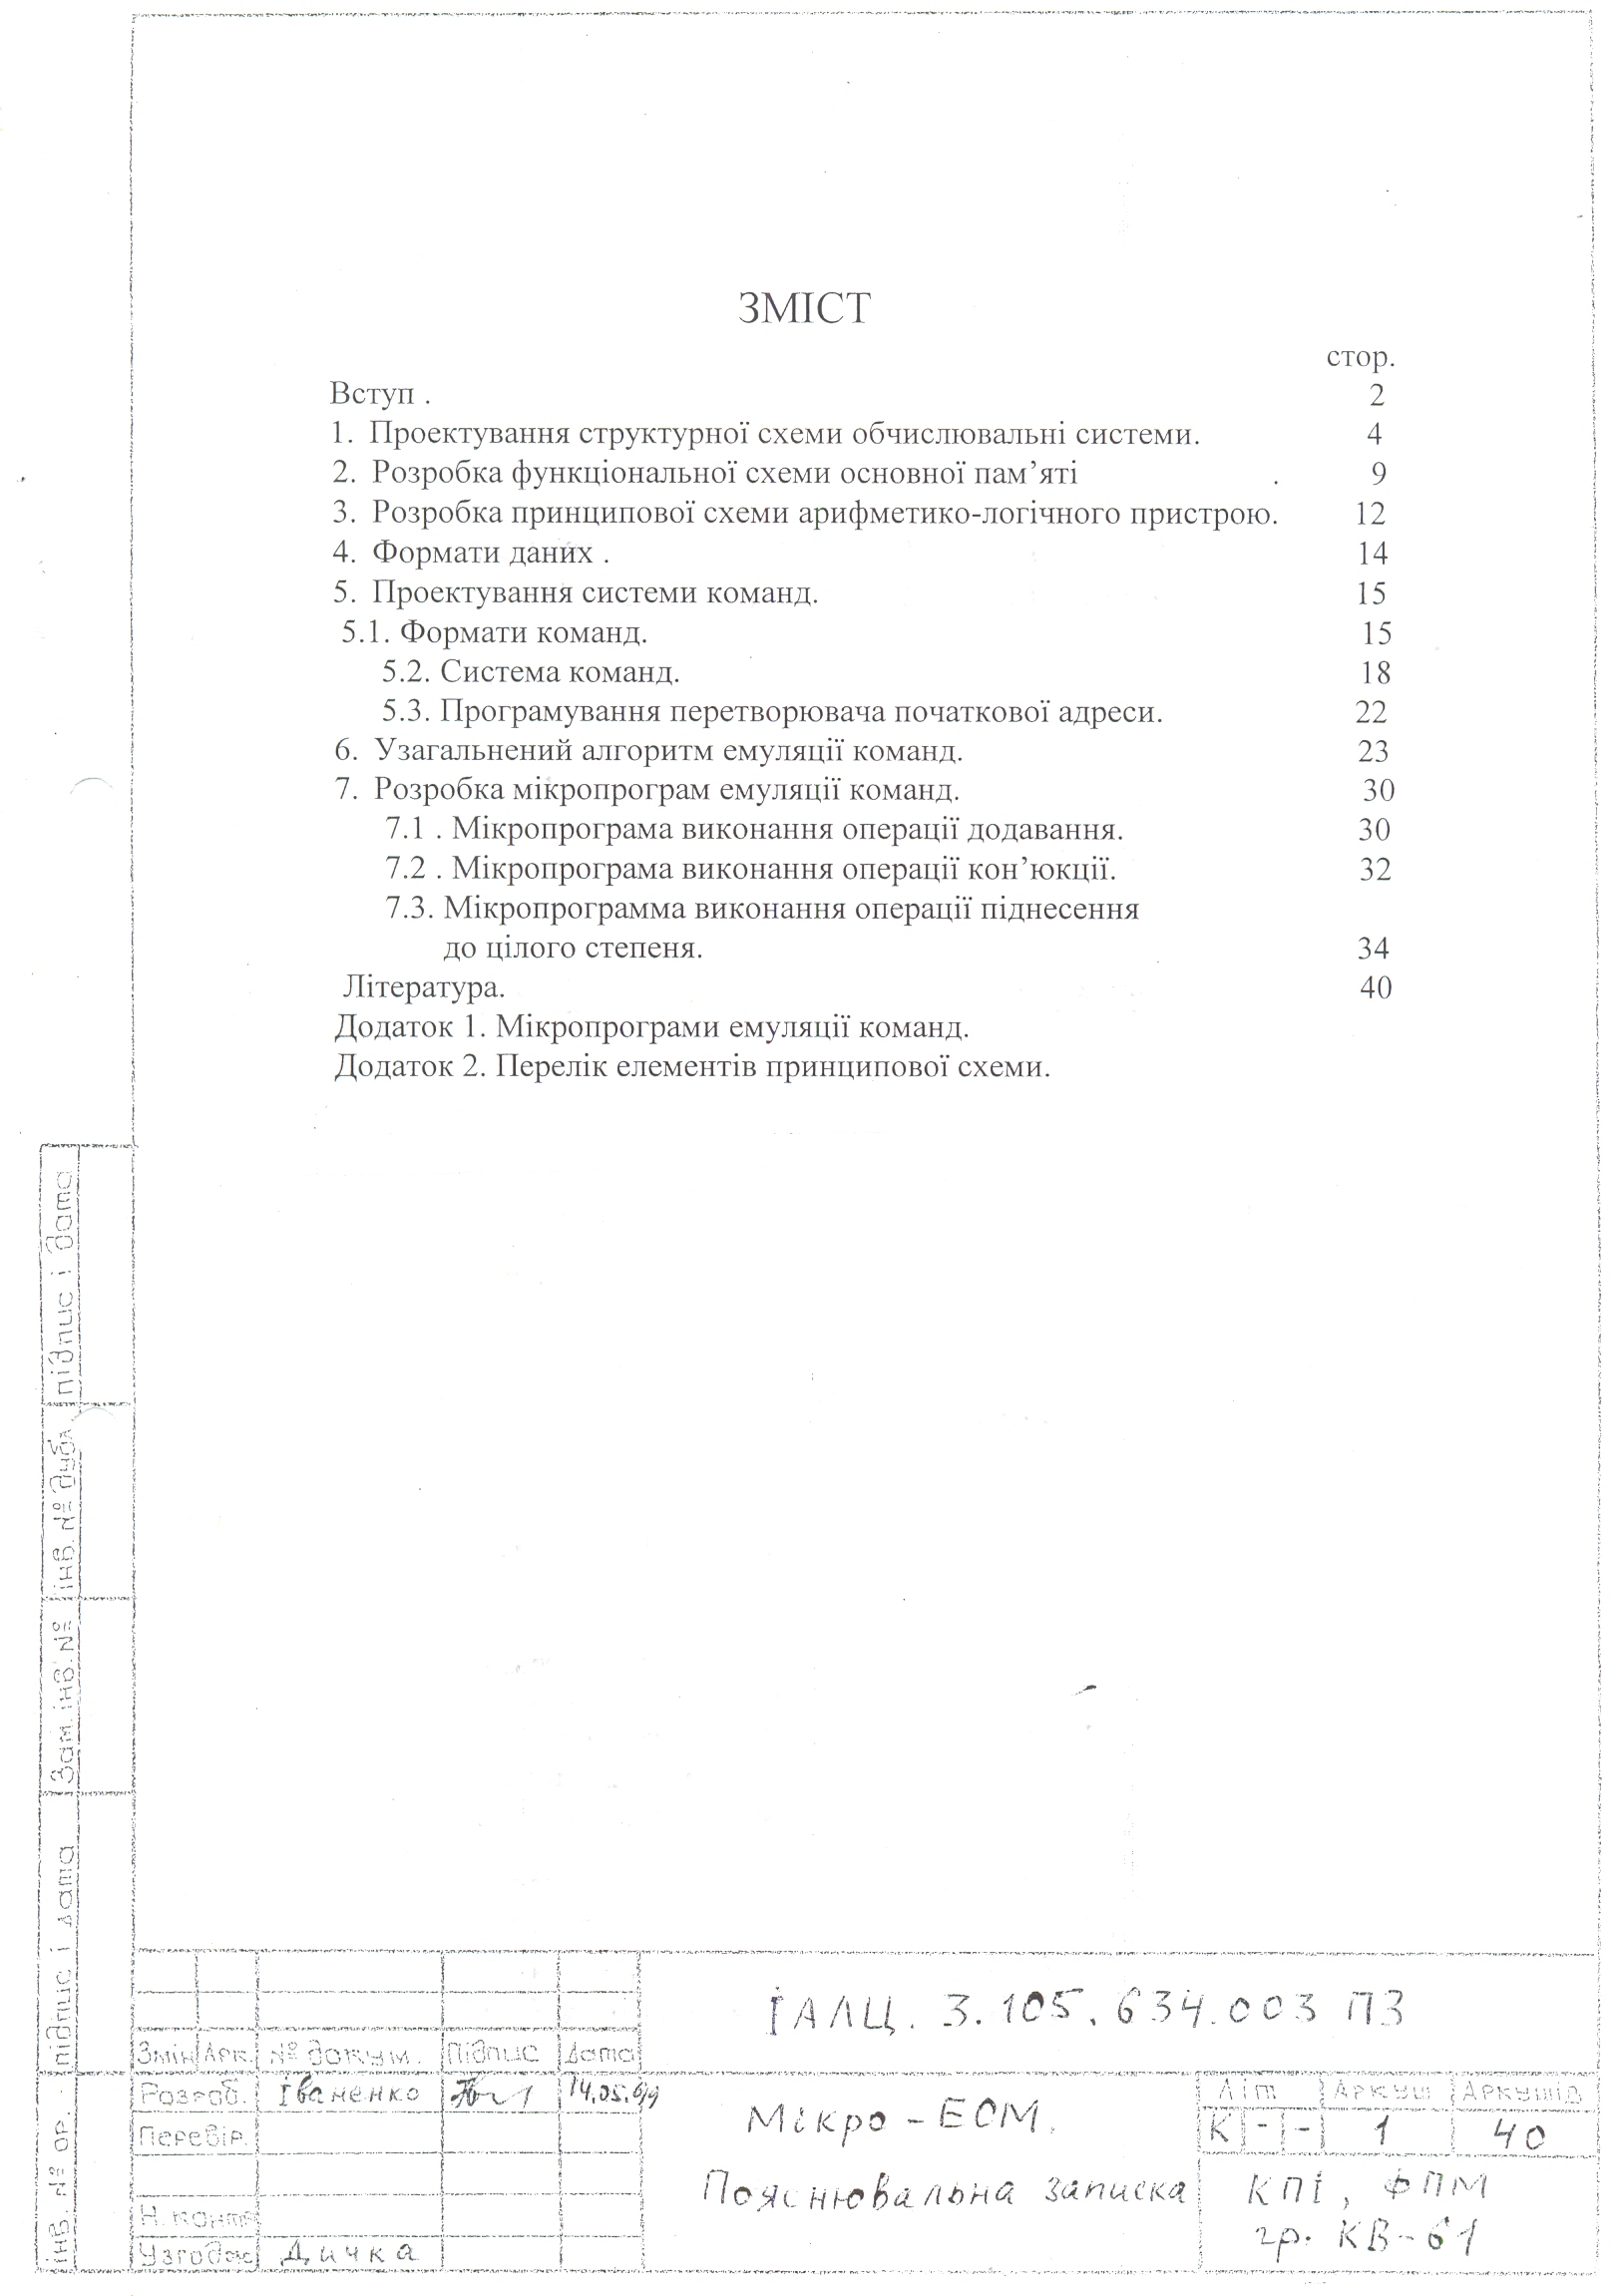 ЗМІСТ
стор.
Вступ . 2
1. Проектування структурної схеми обчислювальні системи. 4
2. Розробка функціональної схеми основної пам’яті . 9
3. Розробка принципової схеми арифметико-логічного пристрою. 12
4. Формати даних . 14
5. Проектування системи команд. 15
5.1. Формати команд. 15
5.2. Система команд. 18
5.3. Програмування перетворювача початкової адреси. 22
6. Узагальнений алгоритм емуляції команд. 23
7. Розробка мікропрограм емуляції команд. 30
7.1 . Мікропрограма виконання операції додавання. 30
7.2 . Мікропрограма виконання операції кон’юкції. 32
7.3. Мікропрограмма виконання операції піднесення
до цілого степеня. 34
Література. 40
Додаток 1. Мікропрограми емуляції команд.
Додаток 2. Перелік елементів принципової схеми.
підпис і дата
інв. № дубл
Зам. інв. №
підпис і дата
інв. № ор.
ІАЛЦ. 3.105.634.003 ПЗ
Змін Арк. № докум. Підпис Дата
Розроб. Іваненко 14.05.99
Перевір.
Н. контр
Узгодж Дичка
Мікро-ЕОМ.
Пояснювальна записка
Літ Аркуш Аркушів
К - - 1 40
КПІ, ФПМ
гр. КВ-61